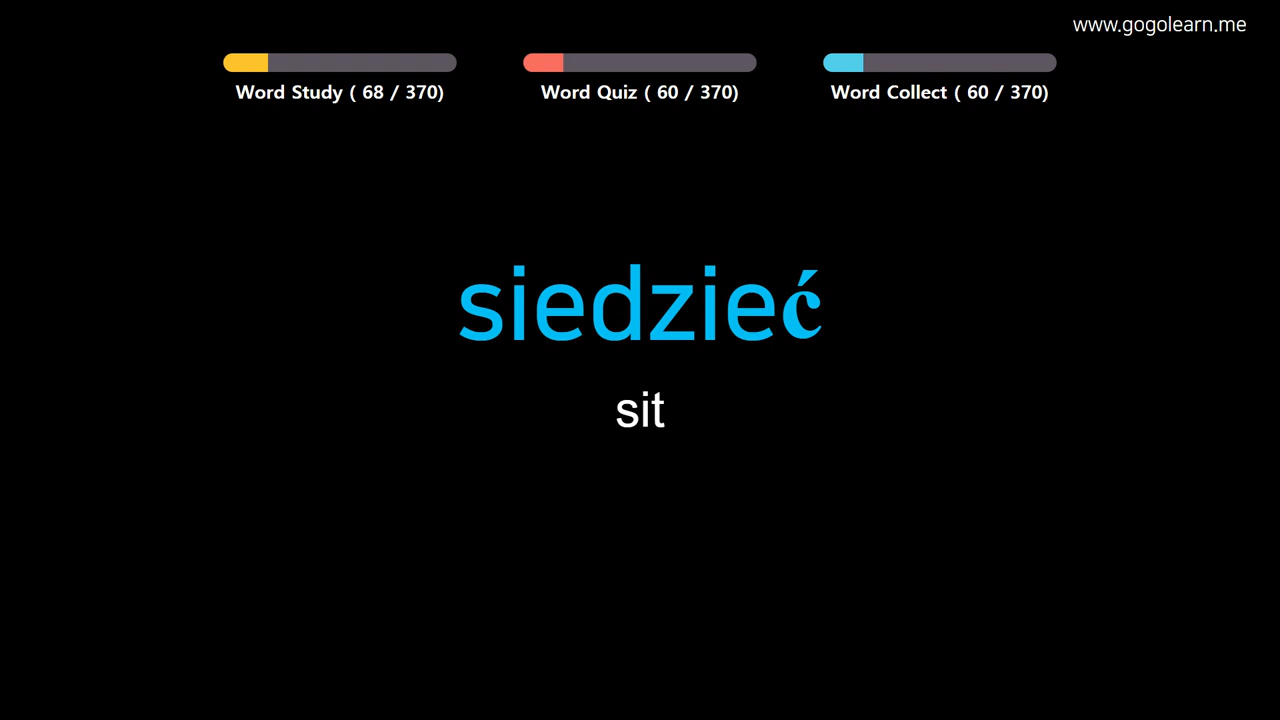 www.gogolearn.me
Word Study ( 68 / 370)
Word Quiz ( 60 / 370)
Word Collect ( 60 / 370)
siedzieć
sit